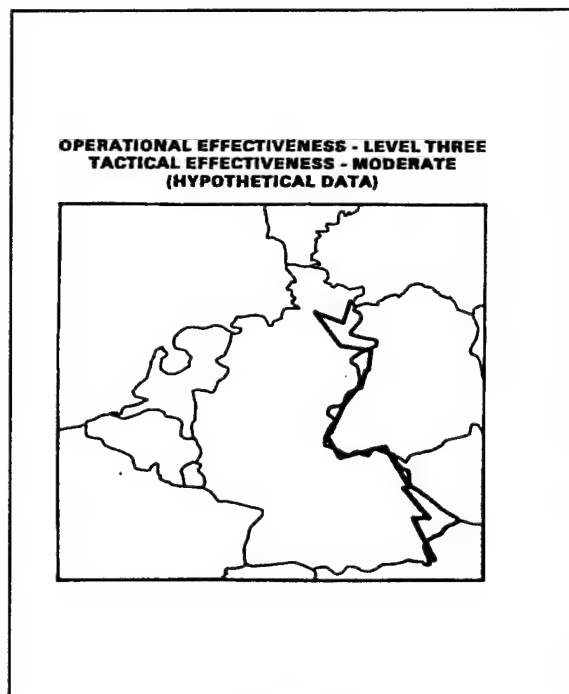 OPERATIONAL EFFECTIVENESS - LEVEL THREE
TACTICAL EFFECTIVENESS - MODERATE
(HYPOTHETICAL DATA)